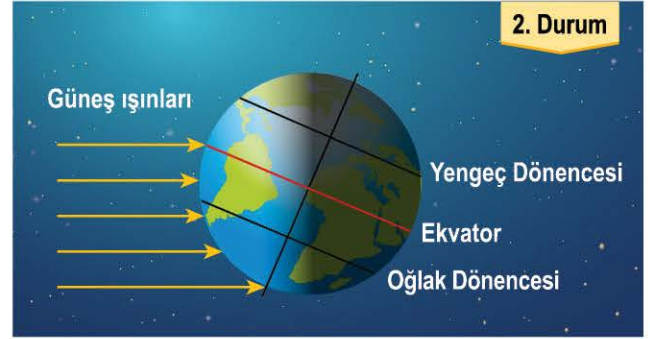 2. Durum
Güneş ışınları
Yengeç Dönencesi
Ekvator
Oğlak Dönencesi